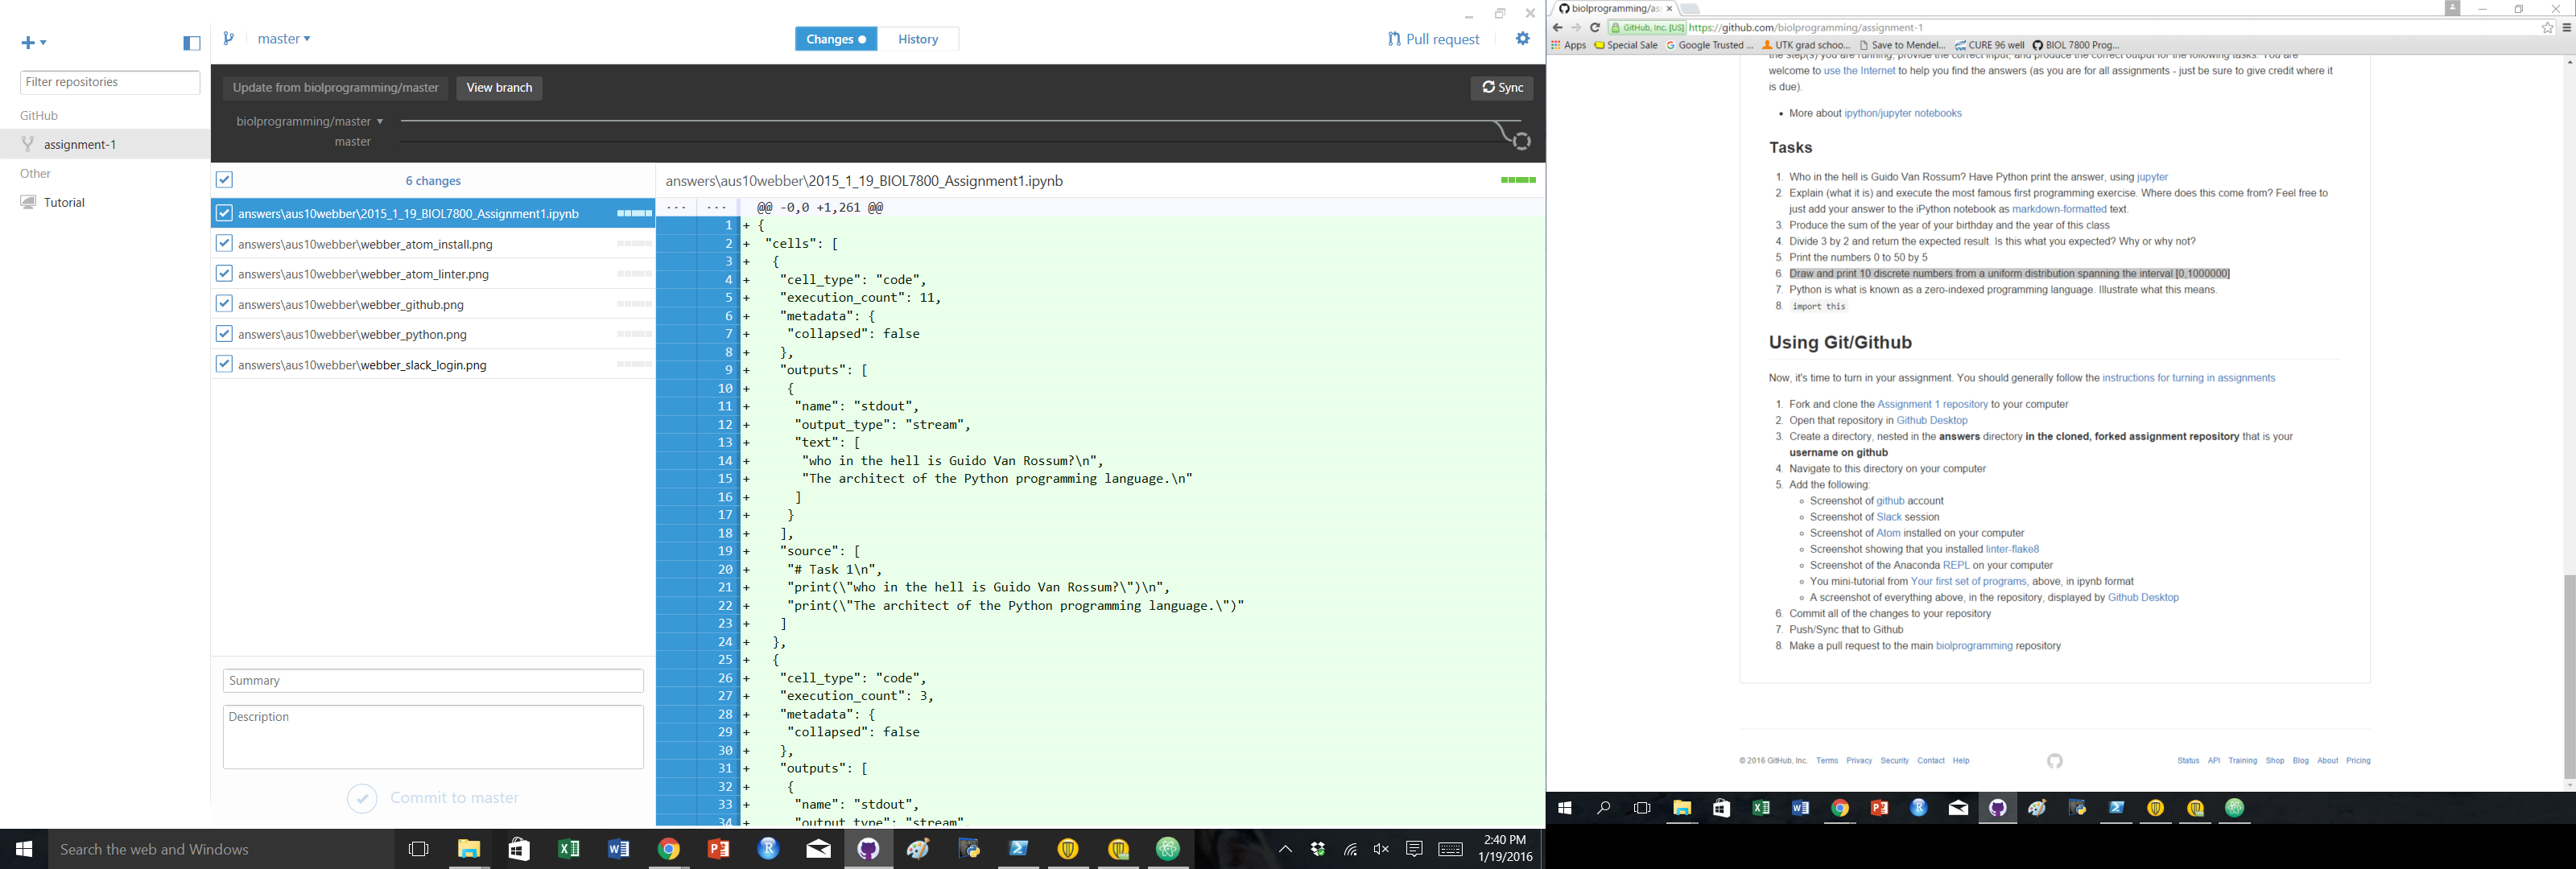 master
Changes
History
Pull request
Filter repositories
GitHub
assignment-1
Other
Tutorial
Update from biolprogramming/master
View branch
Sync
biolprogramming/master
master
6 changes
answers\aus10webber\2015_1_19_BIOL7800_Assignment1.ipynb
answers\aus10webber\webber_atom_install.png
answers\aus10webber\webber_atom_linter.png
answers\aus10webber\webber_github.png
answers\aus10webber\webber_python.png
answers\aus10webber\webber_slack_login.png
Summary
Description
Commit to master
answers\aus10webber\2015_1_19_BIOL7800_Assignment1.ipynb
... ... @@ -0,0 +1,261 @@
1 + {
2 + "cells": [
3 + {
4 + "cell_type": "code",
5 + "execution_count": 11,
6 + "metadata": {
7 + "collapsed": false
8 + },
9 + "outputs": [
10 + {
11 + "name": "stdout",
12 + "output_type": "stream",
13 + "text": [
14 + "who in the hell is Guido Van Rossum?\n",
15 + "The architect of the Python programming language.\n"
16 + ]
17 + }
18 + ],
19 + "source": [
20 + "# Task 1\n",
21 + "print(\"who in the hell is Guido Van Rossum?\")\n",
22 + "print(\"The architect of the Python programming language.\")"
23 + ]
24 + },
25 + {
26 + "cell_type": "code",
27 + "execution_count": 3,
28 + "metadata": {
29 + "collapsed": false
30 + },
31 + "outputs": [
32 + {
33 + "name": "stdout",
34 + "output_type": "stream",
Search the web and Windows
2:40 PM
1/19/2016
biolprogramming/as
GitHub, Inc. [US] https://github.com/biolprogramming/assignment-1
Apps Special Sale Google Trusted ... UTK grad schoo... Save to Mendel... CURE 96 well BIOL 7800 Prog...
the step(s) you are running, provide the correct input, and produce the correct output for the following tasks. You are
welcome to use the Internet to help you find the answers (as you are for all assignments - just be sure to give credit where it
is due).
• More about ipython/jupyter notebooks
Tasks
1. Who in the hell is Guido Van Rossum? Have Python print the answer, using jupyter
2. Explain (what it is) and execute the most famous first programming exercise. Where does this come from? Feel free to
just add your answer to the iPython notebook as markdown-formatted text.
3. Produce the sum of the year of your birthday and the year of this class
4. Divide 3 by 2 and return the expected result. Is this what you expected? Why or why not?
5. Print the numbers 0 to 50 by 5
6. Draw and print 10 discrete numbers from a uniform distribution spanning the interval [0,1000000]
7. Python is what is known as a zero-indexed programming language. Illustrate what this means.
8. import this
Using Git/Github
Now, it's time to turn in your assignment. You should generally follow the instructions for turning in assignments
1. Fork and clone the Assignment 1 repository to your computer
2. Open that repository in Github Desktop
3. Create a directory, nested in the answers directory in the cloned, forked assignment repository that is your
username on github
4. Navigate to this directory on your computer
5. Add the following:
Screenshot of github account
Screenshot of Slack session
Screenshot of Atom installed on your computer
Screenshot showing that you installed linter-flake8
Screenshot of the Anaconda REPL on your computer
You mini-tutorial from Your first set of programs, above, in ipynb format
A screenshot of everything above, in the repository, displayed by Github Desktop
6. Commit all of the changes to your repository
7. Push/Sync that to Github
8. Make a pull request to the main biolprogramming repository
© 2016 GitHub, Inc. Terms Privacy Security Contact Help
Status API Training Shop Blog About Pricing